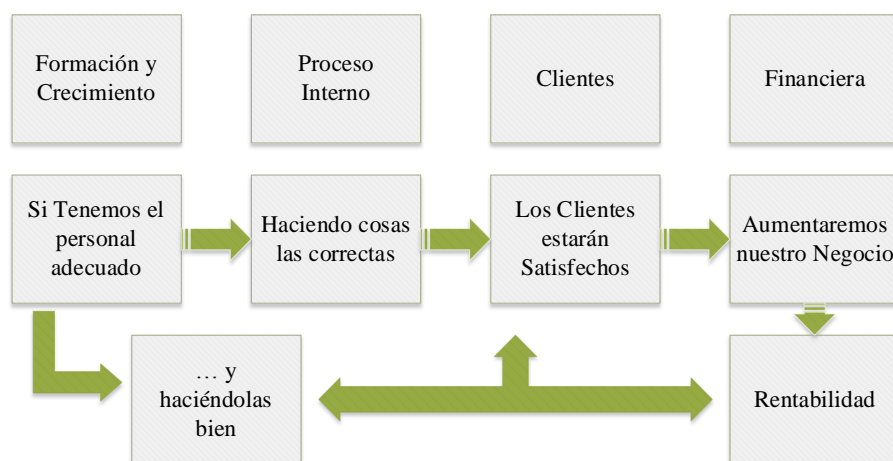 Formación y
Crecimiento
Proceso
Interno
Clientes
Financiera
Si Tenemos el
personal
adecuado
Haciendo cosas
las correctas
Los Clientes
estarán
Satisfechos
Aumentaremos
nuestro Negocio
… y
haciéndolas
bien
Rentabilidad